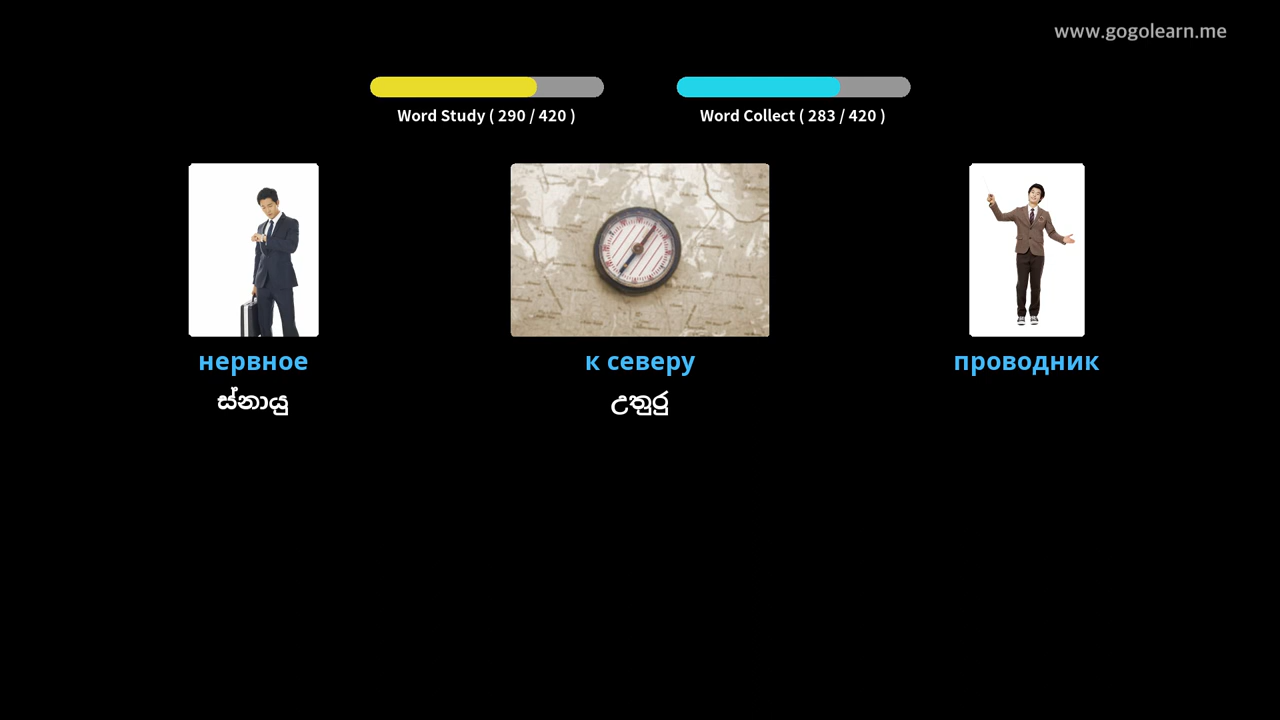 www.gogolearn.me
Word Study ( 290 / 420 )
Word Collect ( 283 / 420 )
нервное
к северу
проводник
ස්නායු
උතුරු